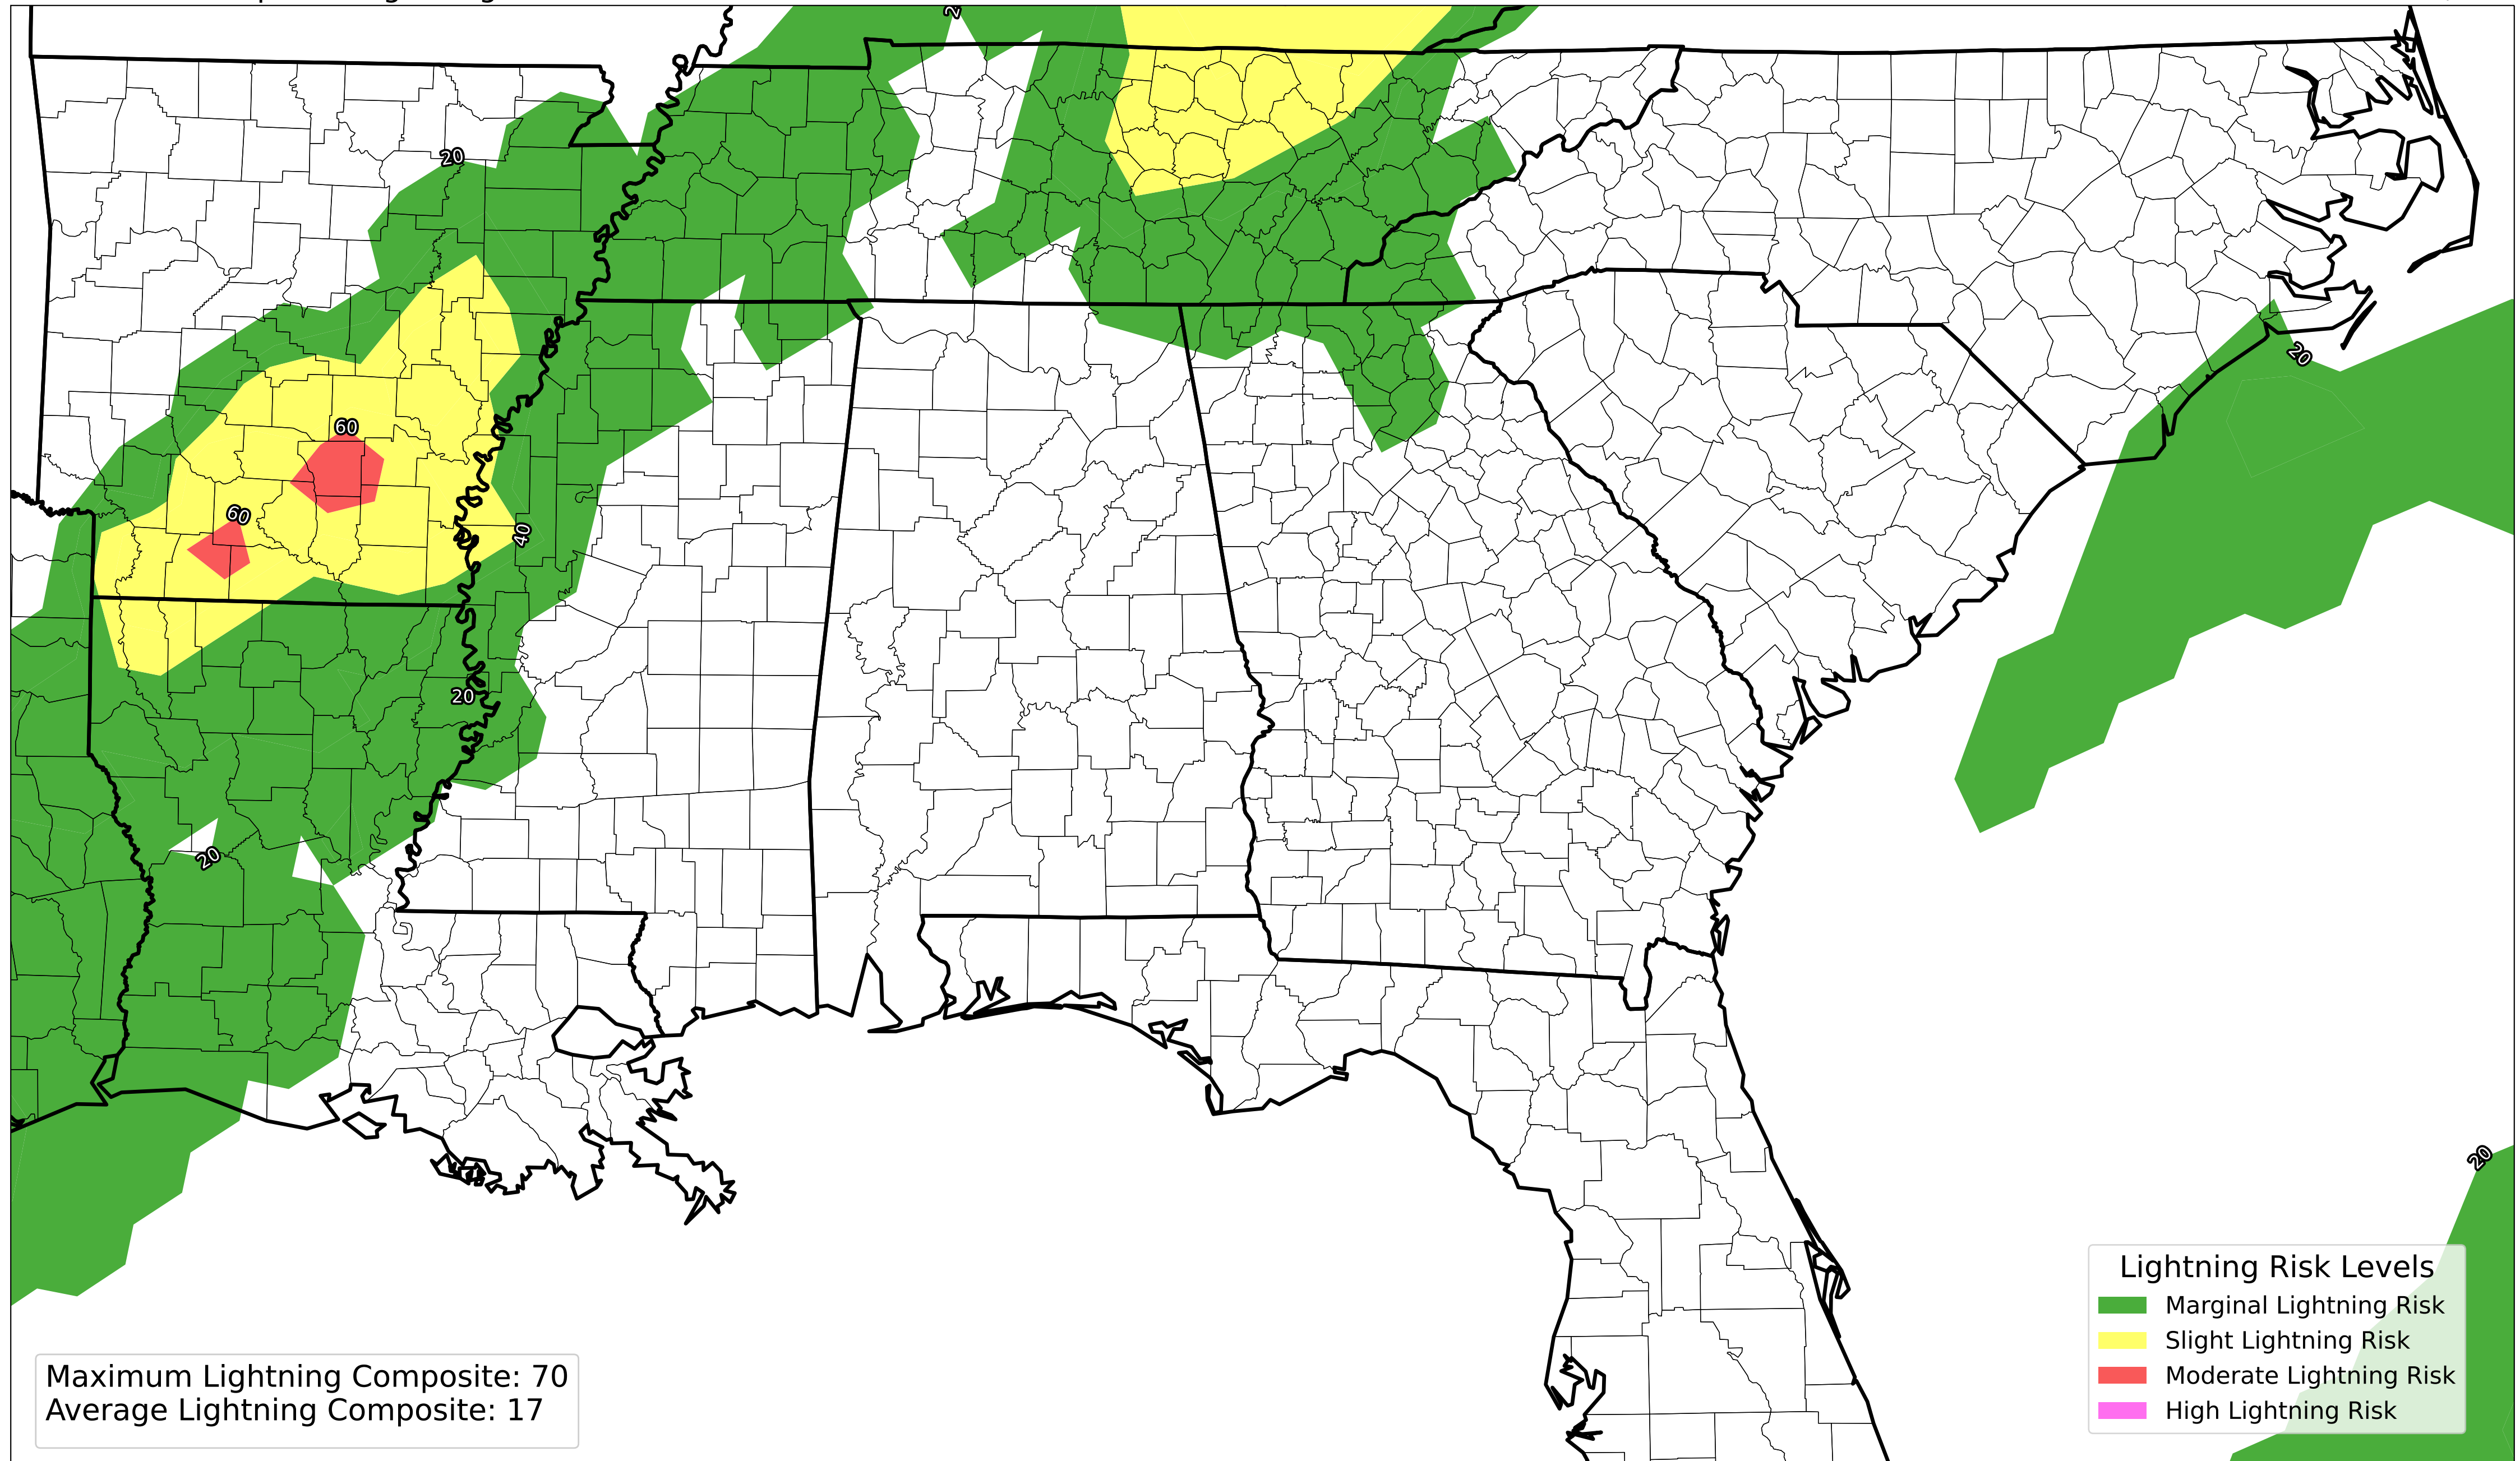 20
60
60
40
20
20
20
20
Lightning Risk Levels
Marginal Lightning Risk
Slight Lightning Risk
Moderate Lightning Risk
High Lightning Risk
Maximum Lightning Composite: 70
Average Lightning Composite: 17